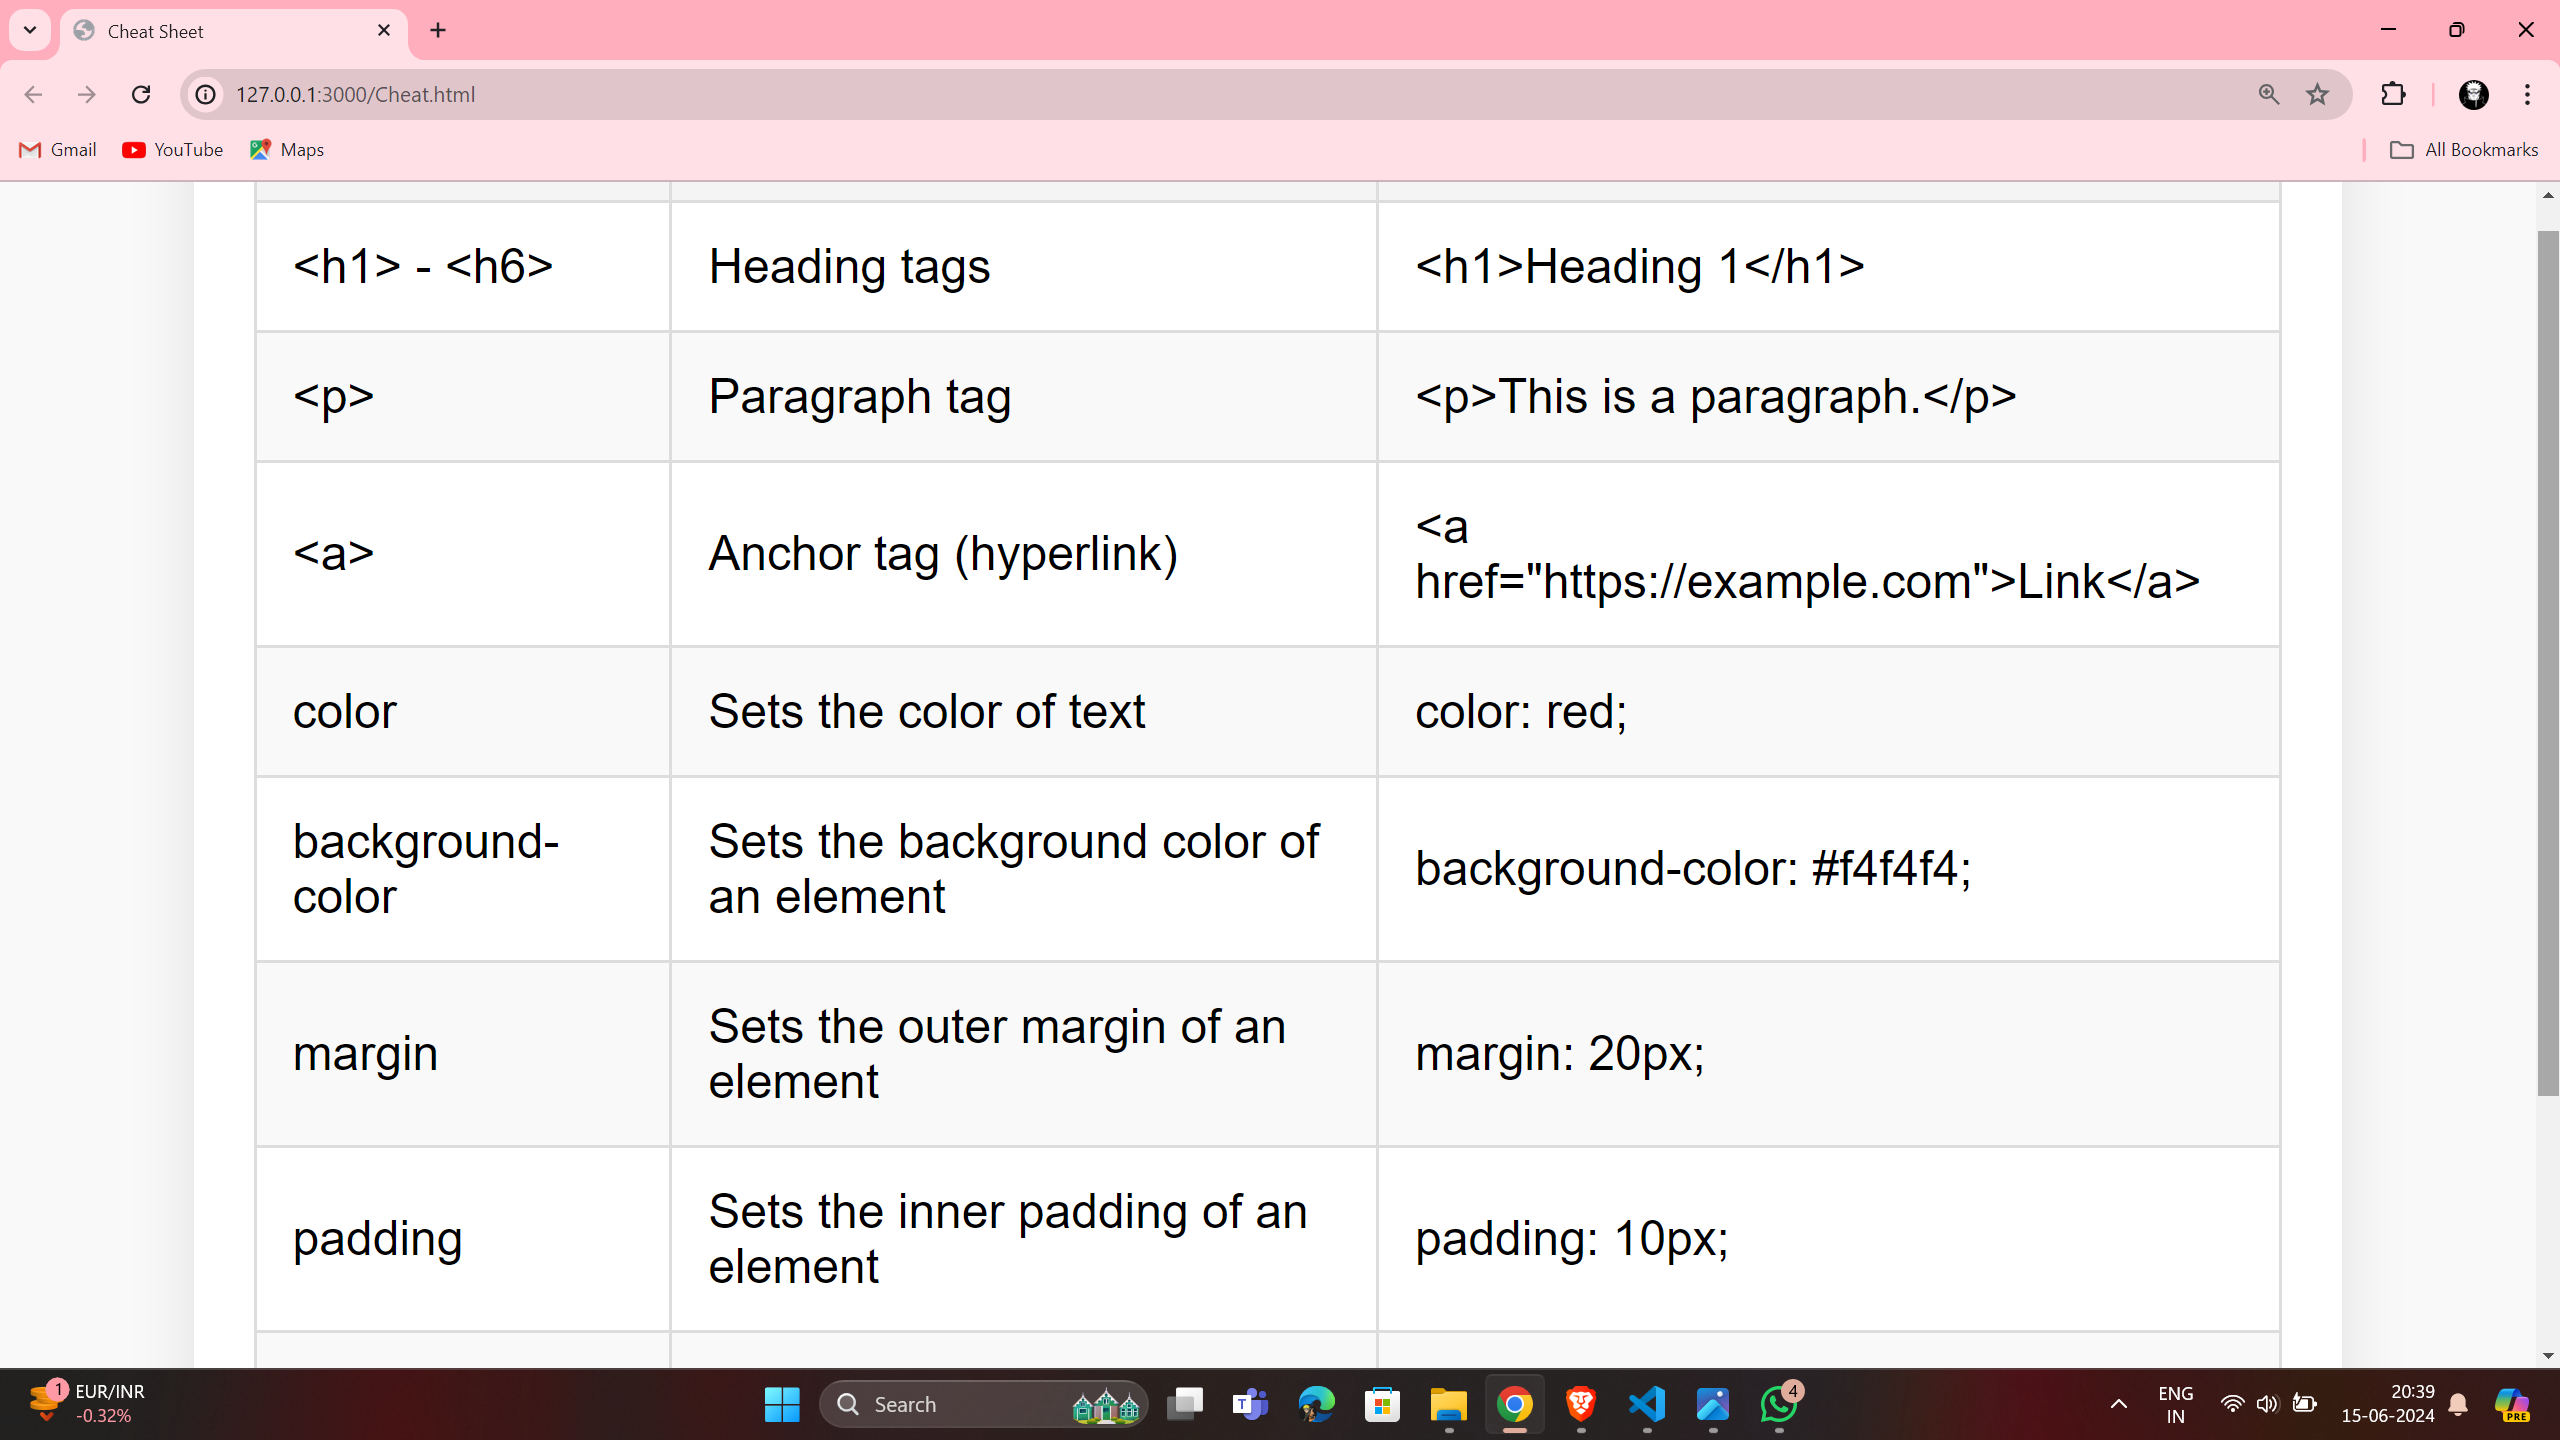 Cheat Sheet
127.0.0.1:3000/Cheat.html
Gmail YouTube Maps All Bookmarks
<h1> - <h6> Heading tags <h1>Heading 1</h1>
<p> Paragraph tag <p>This is a paragraph.</p>
<a> Anchor tag (hyperlink) <a
href="https://example.com">Link</a>
color Sets the color of text color: red;
background-
color
Sets the background color of
an element
background-color: #f4f4f4;
margin
Sets the outer margin of an
element
margin: 20px;
padding
Sets the inner padding of an
element
padding: 10px;
1
EUR/INR
-0.32%
Search
T
4
ENG
IN
20:39
15-06-2024
PRE